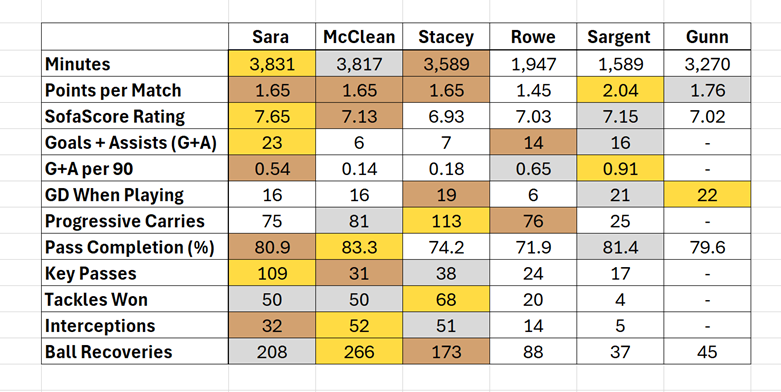 Sara McClean Stacey Rowe Sargent Gunn
Minutes 3,831 3,817 3,589 1,947 1,589 3,270
Points per Match 1.65 1.65 1.65 1.45 2.04 1.76
SofaScore Rating 7.65 7.13 6.93 7.03 7.15 7.02
Goals + Assists (G+A) 23 6 7 14 16 -
G+A per 90 0.54 0.14 0.18 0.65 0.91 -
GD When Playing 16 16 19 6 21 22
Progressive Carries 75 81 113 76 25 -
Pass Completion (%) 80.9 83.3 74.2 71.9 81.4 79.6
Key Passes 109 31 38 24 17 -
Tackles Won 50 50 68 20 4 -
Interceptions 32 52 51 14 5 -
Ball Recoveries 208 266 173 88 37 45